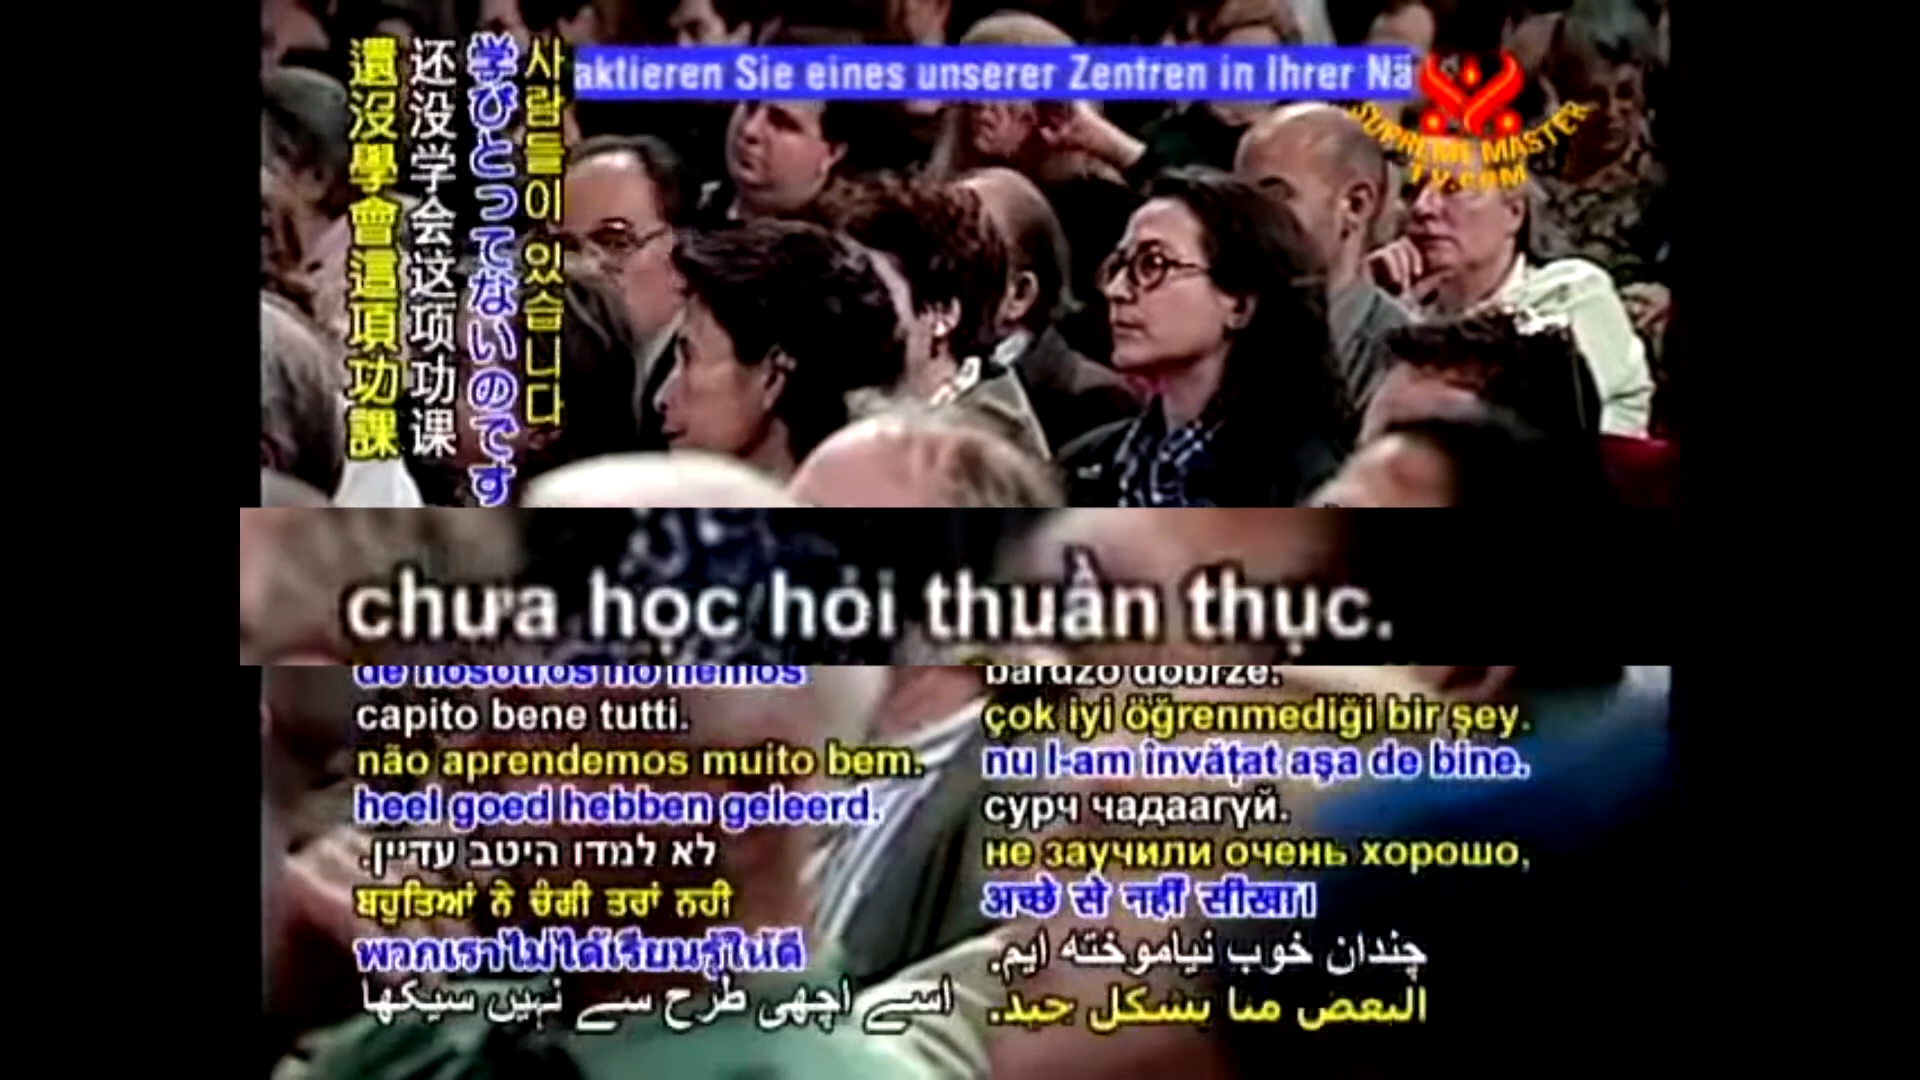 사람들이 있습니다
学びとってないのです
还没学会这项功课
還沒學會這項功課
aktieren Sie eines unserer Zentren in Ihrer Nä
SUPREME MASTER
TV.COM
chưa học hỏi thuần thục.
de nosotros no hemos
capito bene tutti.
não aprendemos muito bem.
heel goed hebben geleerd.
לא למדו היטב עדיין.
ਬਹੁਤਿਆਂ ਨੇ ਚੰਗੀ ਤਰਾਂ ਨਹੀ
พวกเราไม่ได้เรียนรู้ให้ดี
اسے اچھی طرح سے نہیں سیکھا
bardzo dobrze.
çok iyi öğrenmediği bir şey.
nu l-am învăţat aşa de bine.
сурч чадаагүй.
не заучили очень хорошо,
अच्छे से नहीं सीखा।
چندان خوب نیاموخته ایم.
البعض منا بشكل جيد.